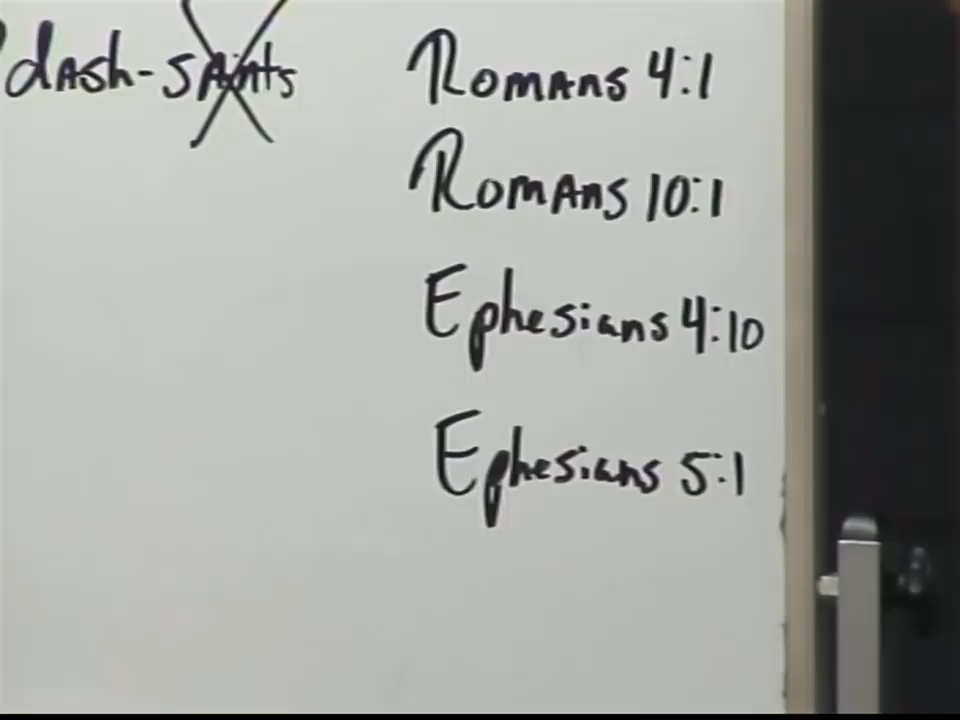 dash-saints
Romans 4:1
Romans 10:1
Ephesians 4:10
Ephesians 5:1